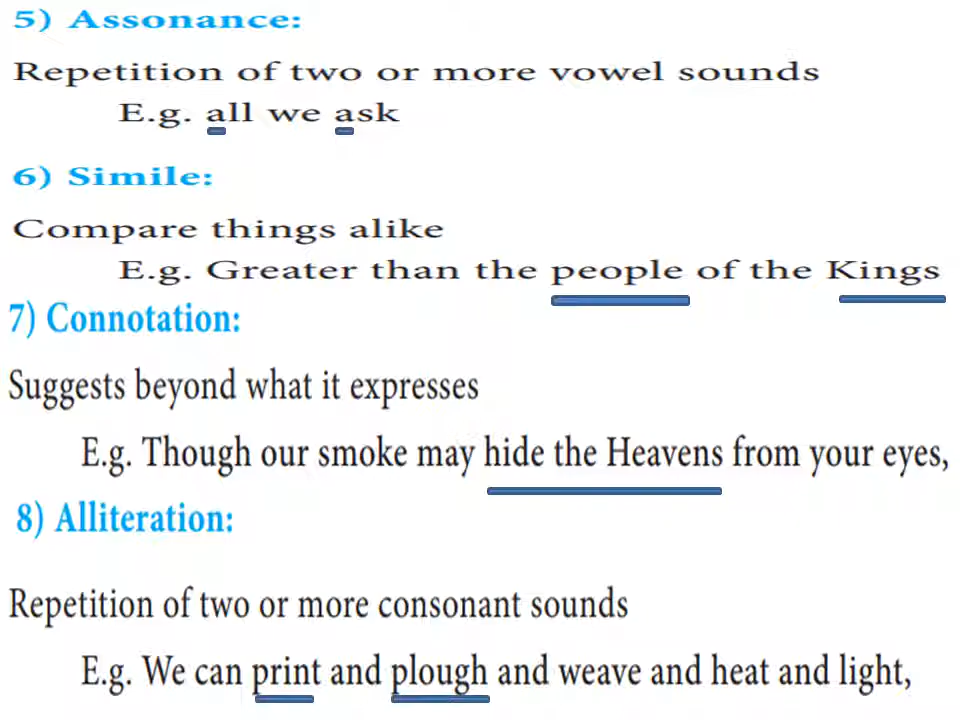 5) Assonance:
Repetition of two or more vowel sounds
E.g. all we ask
6) Simile:
Compare things alike
E.g. Greater than the people of the Kings
7) Connotation:
Suggests beyond what it expresses
E.g. Though our smoke may hide the Heavens from your eyes,
8) Alliteration:
Repetition of two or more consonant sounds
E.g. We can print and plough and weave and heat and light,